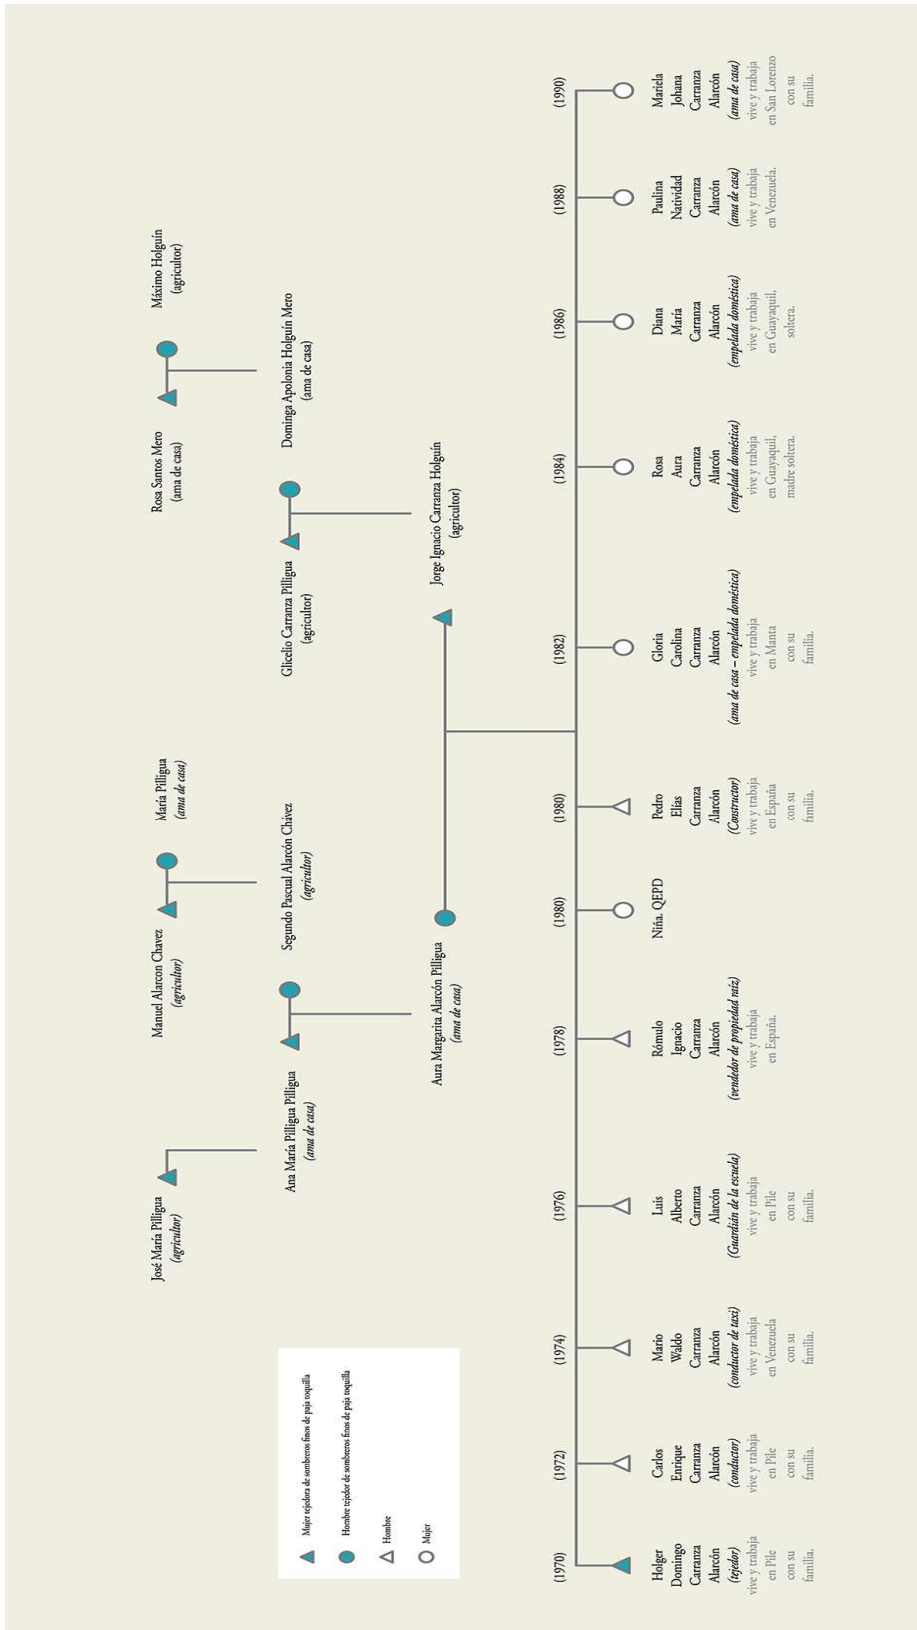 José María Pilligua
(agricultor)
Manuel Alarcon Chavez
(agricultor)
María Pilligua
(ama de casa)
Rosa Santos Mero
(ama de casa)
Máximo Holguín
(agricultor)
Ana María Pilligua Pilligua
(ama de casa)
Segundo Pascual Alarcón Chávez
(agricultor)
Glicelio Carranza Pilligua
(agricultor)
Dominga Apolonia Holguín Mero
(ama de casa)
Aura Margarita Alarcón Pilligua
(ama de casa)
Jorge Ignacio Carranza Holguín
(agricultor)
Mujer tejedora de sombreros finos de paja toquilla
Hombre tejedor de sombreros finos de paja toquilla
Hombre
Mujer
(1970)
Holger
Domingo
Carranza
Alarcón
(tejedor)
vive y trabaja
en Pile
con su
familia.
(1972)
Carlos
Enrique
Carranza
Alarcón
(conductor)
vive y trabaja
en Pile
con su
familia.
(1974)
Mario
Waldo
Carranza
Alarcón
(conductor de taxi)
vive y trabaja
en Venezuela
con su
familia.
(1976)
Luis
Alberto
Carranza
Alarcón
(Guardián de la escuela)
vive y trabaja
en Pile
con su
familia.
(1978)
Rómulo
Ignacio
Carranza
Alarcón
(vendedor de propiedad raíz)
vive y trabaja
en España.
(1980)
Niña. QEPD
(1980)
Pedro
Elías
Carranza
Alarcón
(Constructor)
vive y trabaja
en España
con su
familia.
(1982)
Gloria
Carolina
Carranza
Alarcón
(ama de casa – empelada doméstica)
vive y trabaja
en Manta
con su
familia.
(1984)
Rosa
Aura
Carranza
Alarcón
(empelada doméstica)
vive y trabaja
en Guayaquil,
madre soltera.
(1986)
Diana
María
Carranza
Alarcón
(empelada doméstica)
vive y trabaja
en Guayaquil,
soltera.
(1988)
Paulina
Natividad
Carranza
Alarcón
(ama de casa)
vive y trabaja
en Venezuela.
(1990)
Mariela
Johana
Carranza
Alarcón
(ama de casa)
vive y trabaja
en San Lorenzo
con su
familia.